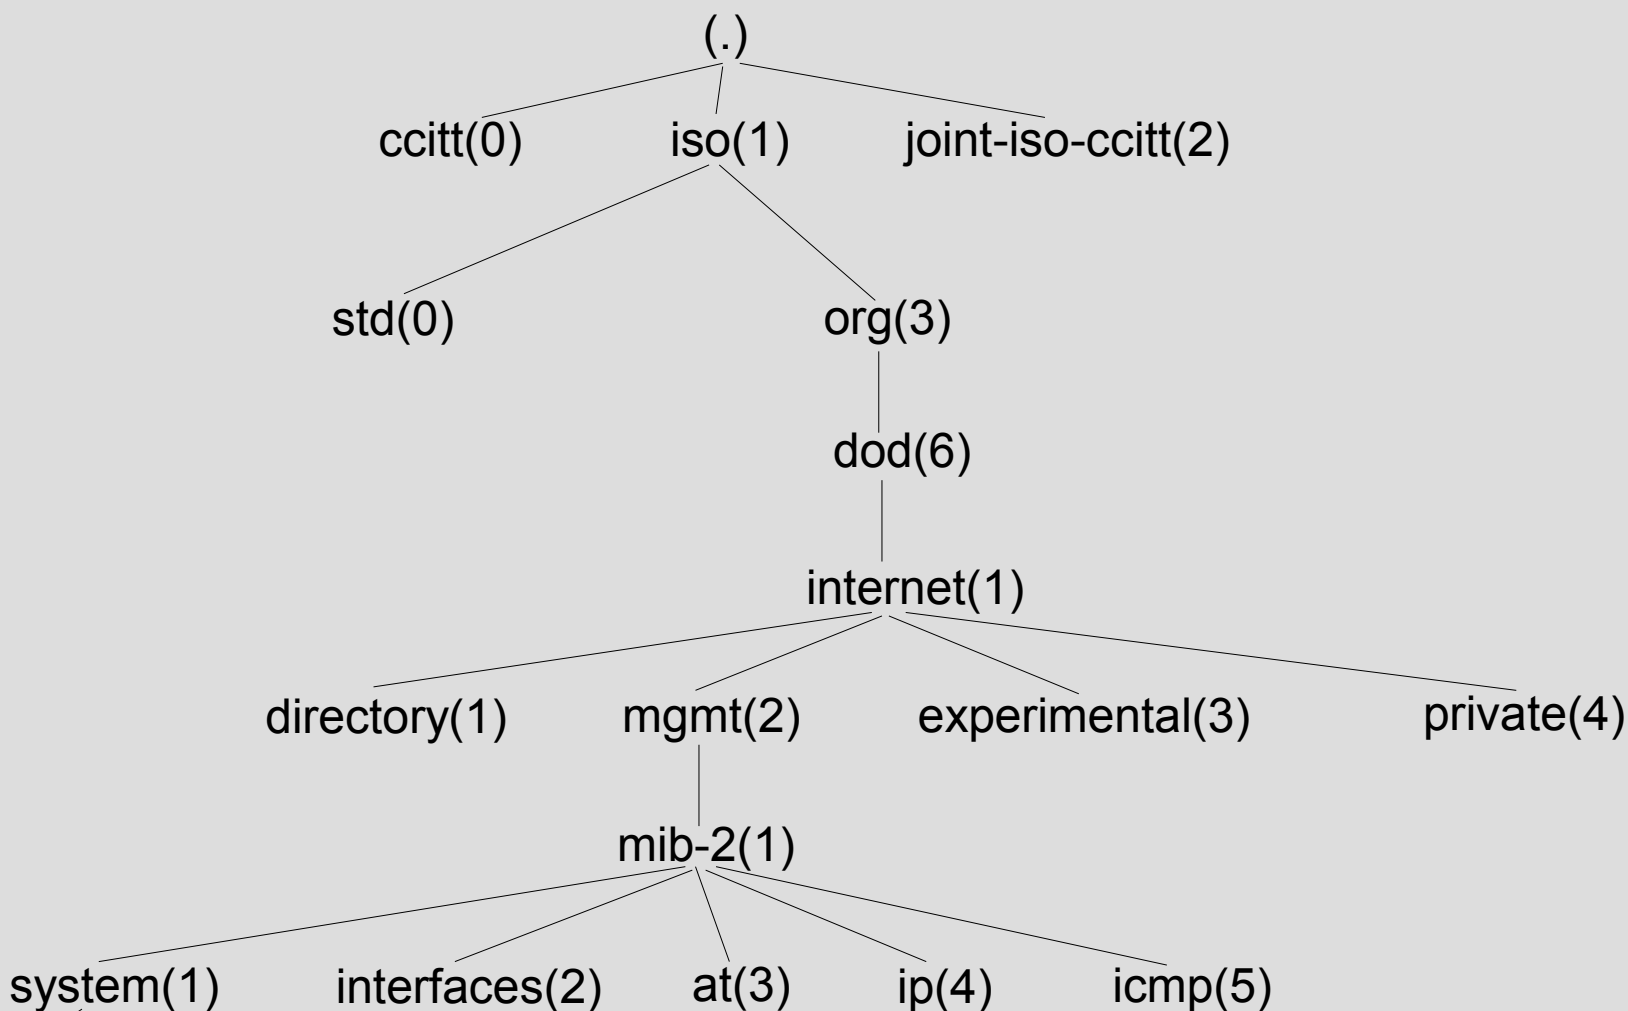 (.)
ccitt(0) iso(1) joint-iso-ccitt(2)
std(0) org(3)
dod(6)
internet(1)
directory(1) mgmt(2) experimental(3) private(4)
mib-2(1)
system(1) interfaces(2) at(3) ip(4) icmp(5)